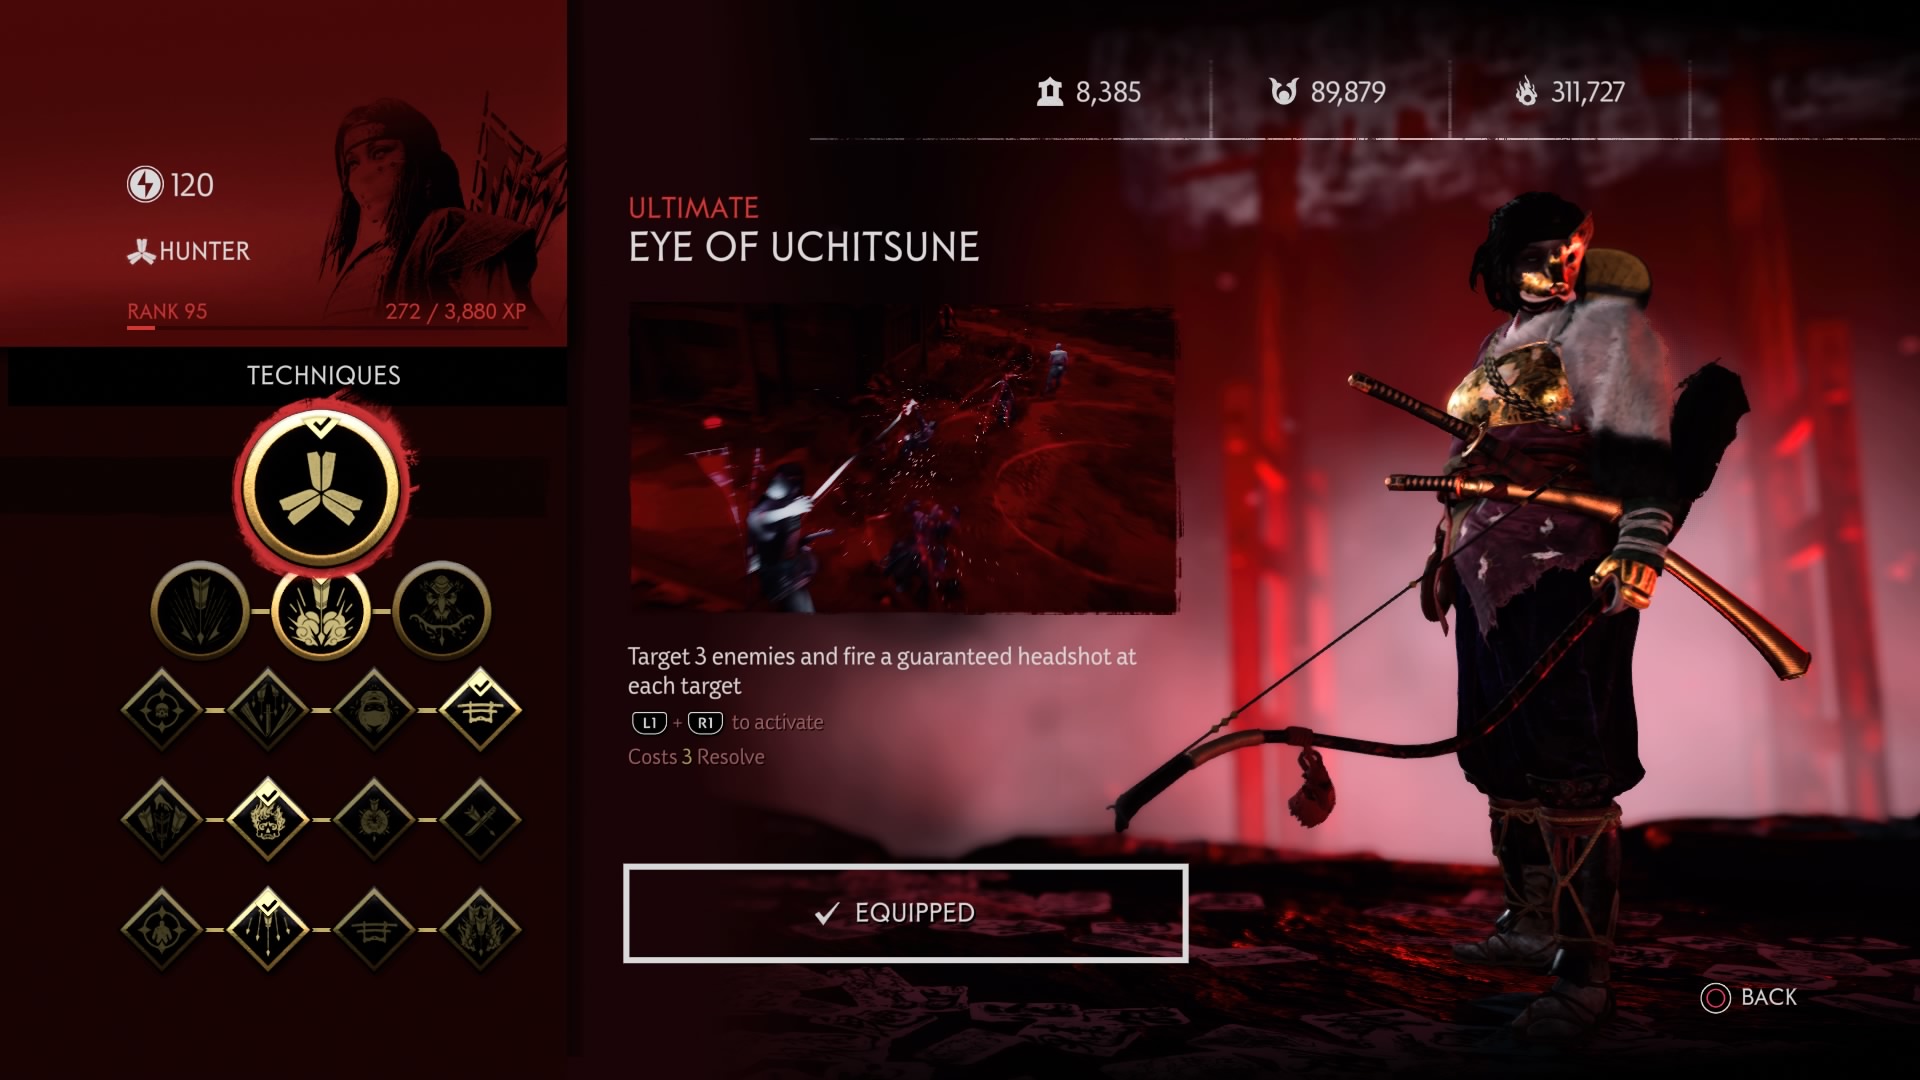 8,385
89,879
311,727
120
HUNTER
RANK 95
272 / 3,880 XP
TECHNIQUES
ULTIMATE
EYE OF UCHITSUNE
Target 3 enemies and fire a guaranteed headshot at
each target
L1 + R1 to activate
Costs 3 Resolve
EQUIPPED
BACK